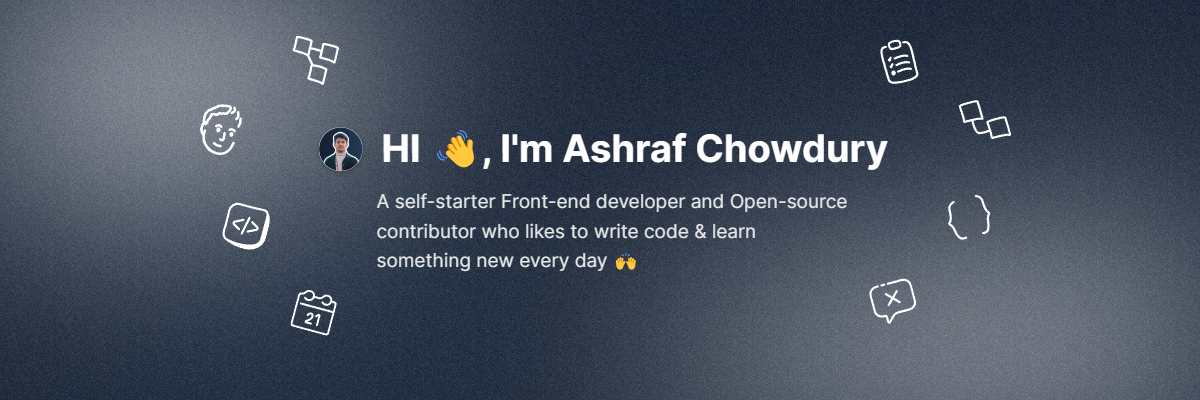 HI 👋, I'm Ashraf Chowdury
A self-starter Front-end developer and Open-source
contributor who likes to write code & learn
something new every day 🙌
</>
{ }
21